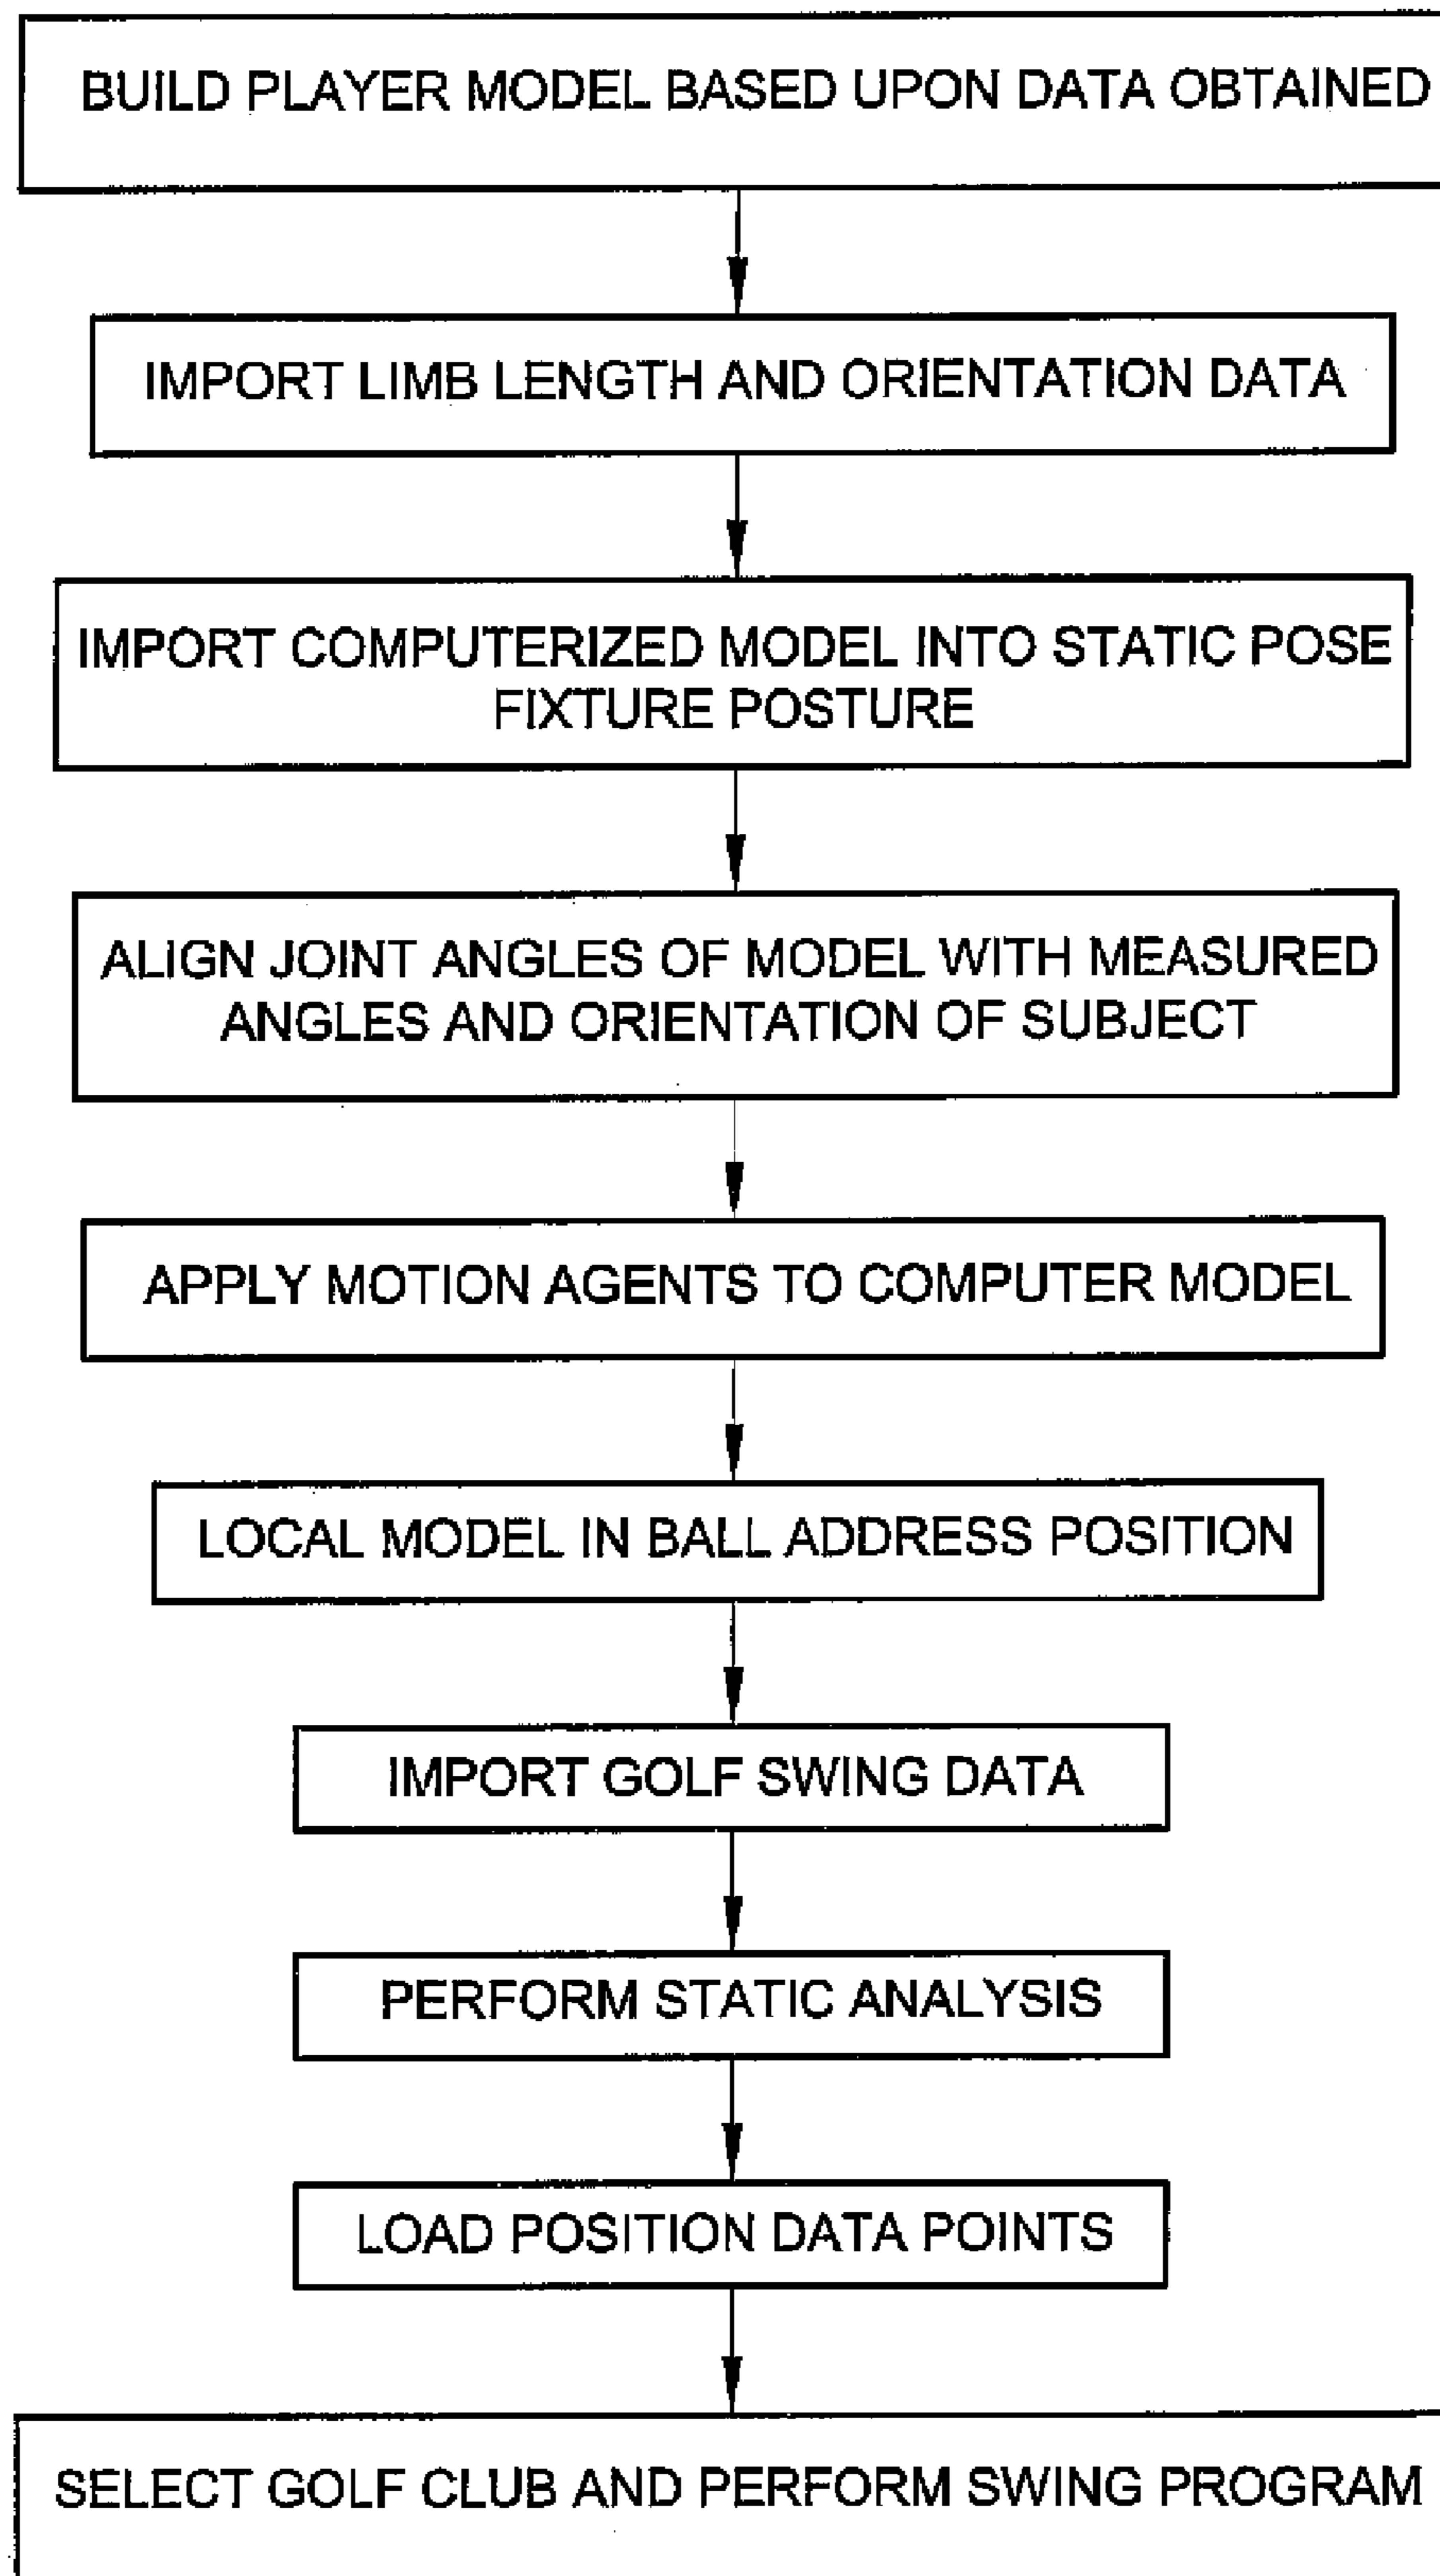 BUILD PLAYER MODEL BASED UPON DATA OBTAINED
IMPORT LIMB LENGTH AND ORIENTATION DATA
IMPORT COMPUTERIZED MODEL INTO STATIC POSE
FIXTURE POSTURE
ALIGN JOINT ANGLES OF MODEL WITH MEASURED
ANGLES AND ORIENTATION OF SUBJECT
APPLY MOTION AGENTS TO COMPUTER MODEL
LOCAL MODEL IN BALL ADDRESS POSITION
IMPORT GOLF SWING DATA
PERFORM STATIC ANALYSIS
LOAD POSITION DATA POINTS
SELECT GOLF CLUB AND PERFORM SWING PROGRAM